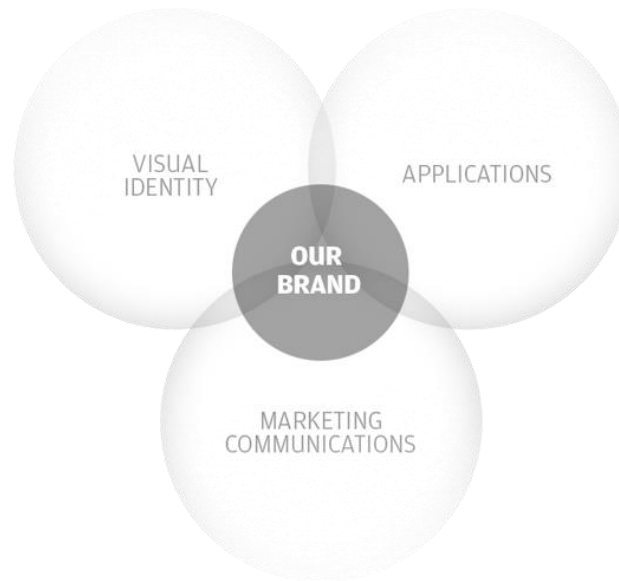 VISUAL
IDENTITY
APPLICATIONS
OUR
BRAND
MARKETING
COMMUNICATIONS